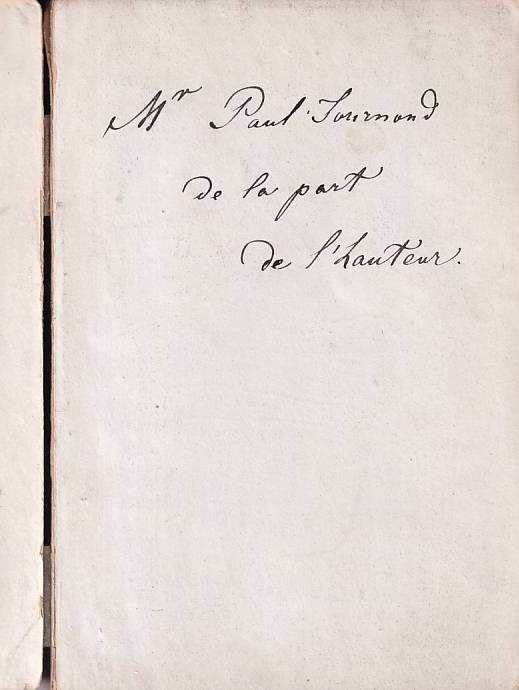 Mr Paul Tournond
de la part
de l'hauteur.